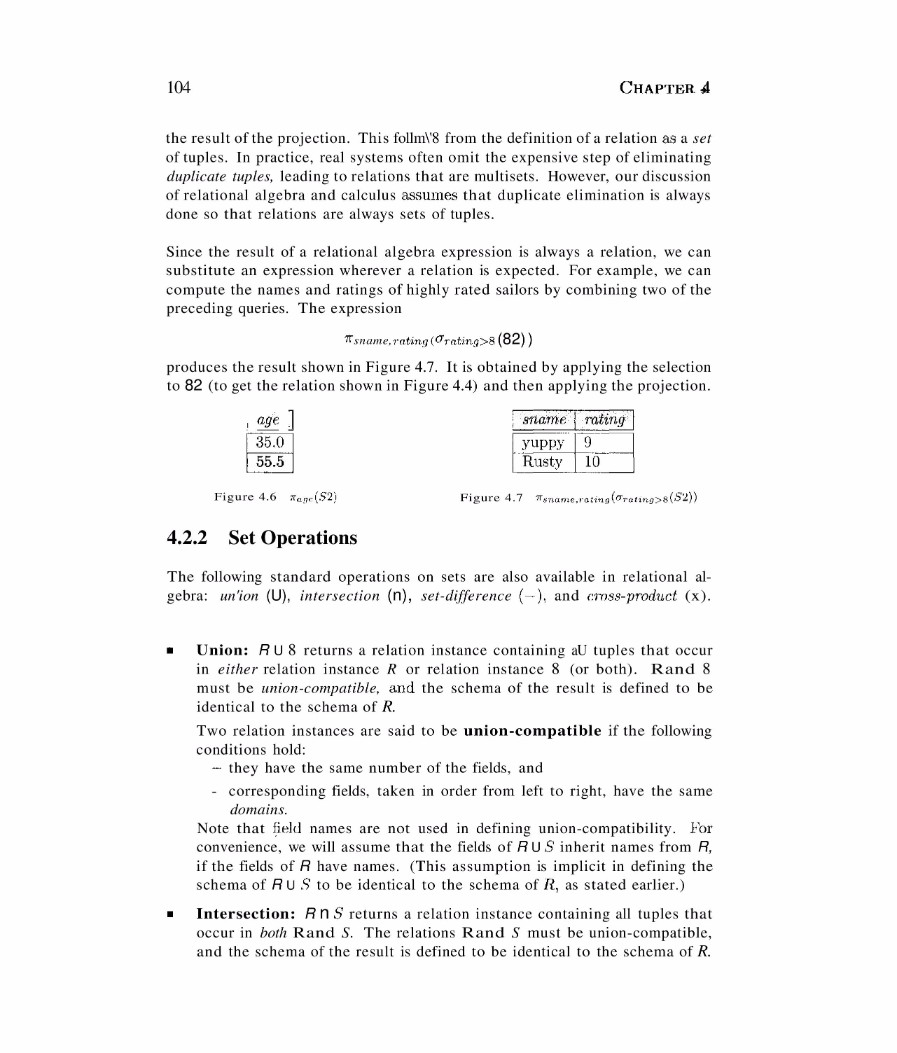 104 CHAPTER 4
the result of the projection. This follm\'8 from the definition of a relation as a set
of tuples. In practice, real systems often omit the expensive step of eliminating
duplicate tuples, leading to relations that are multisets. However, our discussion
of relational algebra and calculus assumes that duplicate elimination is always
done so that relations are always sets of tuples.
Since the result of a relational algebra expression is always a relation, we can
substitute an expression wherever a relation is expected. For example, we can
compute the names and ratings of highly rated sailors by combining two of the
preceding queries. The expression
π sname,rating(σrating>8(82))
produces the result shown in Figure 4.7. It is obtained by applying the selection
to 82 (to get the relation shown in Figure 4.4) and then applying the projection.
age
35.0
55.5
Figure 4.6 πage(S2)
sname rating
yuppy 9
Rusty 10
Figure 4.7 πsname,rating(σrating>8(S2))
4.2.2 Set Operations
The following standard operations on sets are also available in relational al-
gebra: un'ion (U), intersection (n), set-difference (-), and cross-product (x).
■ Union: R U 8 returns a relation instance containing aU tuples that occur
in either relation instance R or relation instance 8 (or both). Rand 8
must be union-compatible, and the schema of the result is defined to be
identical to the schema of R.
Two relation instances are said to be union-compatible if the following
conditions hold:
– they have the same number of the fields, and
- corresponding fields, taken in order from left to right, have the same
domains.
Note that field names are not used in defining union-compatibility. For
convenience, we will assume that the fields of R U S inherit names from R,
if the fields of R have names. (This assumption is implicit in defining the
schema of R U S to be identical to the schema of R, as stated earlier.)
■ Intersection: R n S returns a relation instance containing all tuples that
occur in both Rand S. The relations Rand S must be union-compatible,
and the schema of the result is defined to be identical to the schema of R.